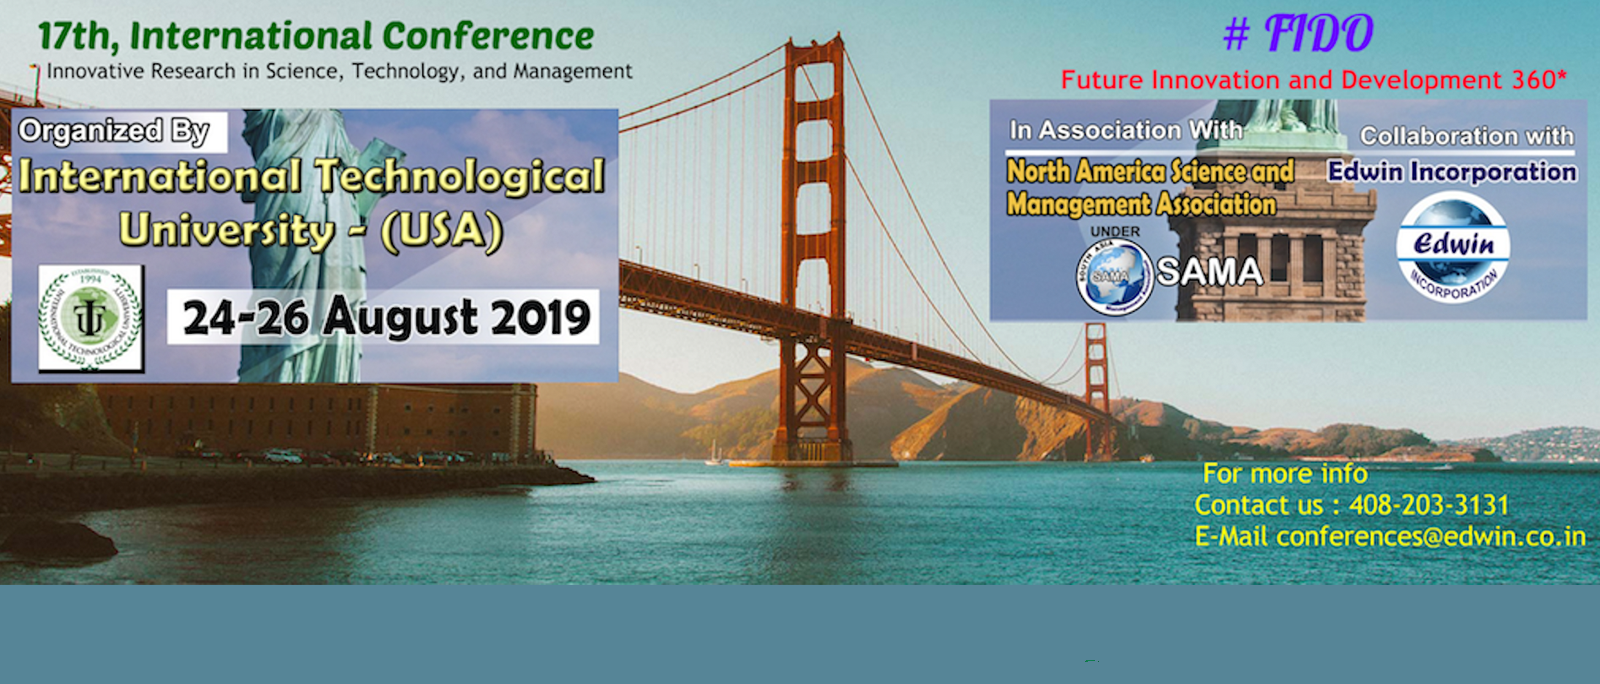 17th, International Conference
Innovative Research in Science, Technology, and Management
Organized By
International Technological
University - (USA)
ESTABLISHED
1994
INTERNATIONAL TECHNOLOGICAL UNIVERSITY
ITU
24-26 August 2019
# FIDO
Future Innovation and Development 360*
In Association With
North America Science and
Management Association
UNDER
SOUTH ASIA
SAMA
Management
SAMA
Collaboration with
Edwin Incorporation
Edwin
INCORPORATION
For more info
Contact us : 408-203-3131
E-Mail conferences@edwin.co.in